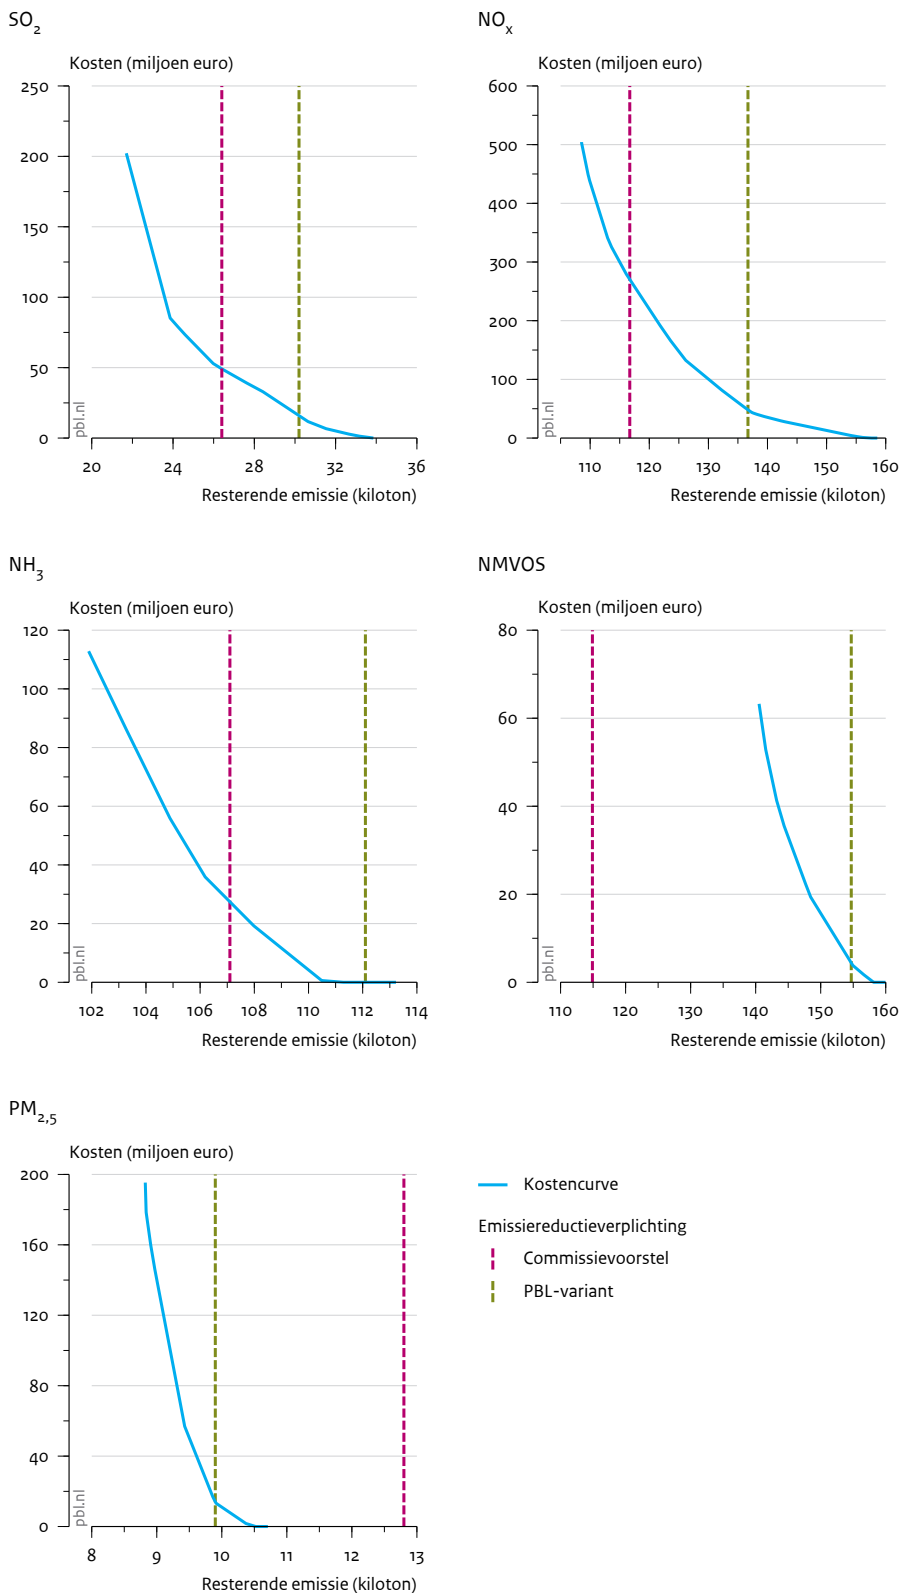 SO2
Kosten (miljoen euro)
250
200
150
100
50
0
pbl.nl
20 24 28 32 36
Resterende emissie (kiloton)
NOx
Kosten (miljoen euro)
600
500
400
300
200
100
0
pbl.nl
110 120 130 140 150 160
Resterende emissie (kiloton)
NH3
Kosten (miljoen euro)
120
100
80
60
40
20
0
pbl.nl
102 104 106 108 110 112 114
Resterende emissie (kiloton)
NMVOS
Kosten (miljoen euro)
80
60
40
20
0
pbl.nl
110 120 130 140 150 160
Resterende emissie (kiloton)
PM2,5
Kosten (miljoen euro)
200
160
120
80
40
0
pbl.nl
8 9 10 11 12 13
Resterende emissie (kiloton)
Kostencurve
Emissiereductieverplichting
Commissievoorstel
PBL-variant